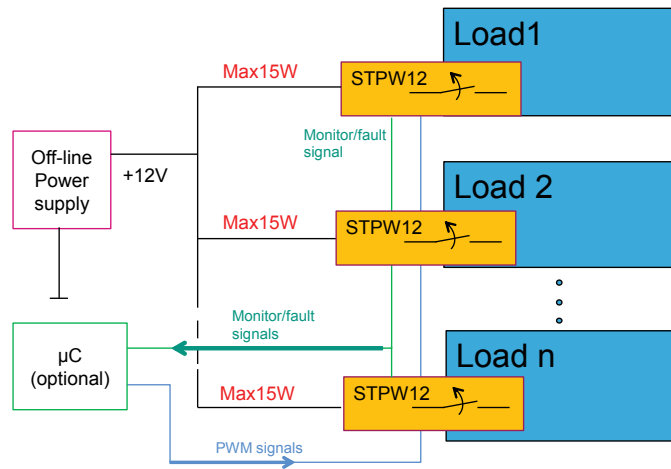 Load1
Max15W
STPW12
Monitor/fault
signal
Off-line
Power
supply
+12V
Load 2
Max15W
STPW12
Monitor/fault
signals
µC
(optional)
Load n
Max15W
STPW12
PWM signals